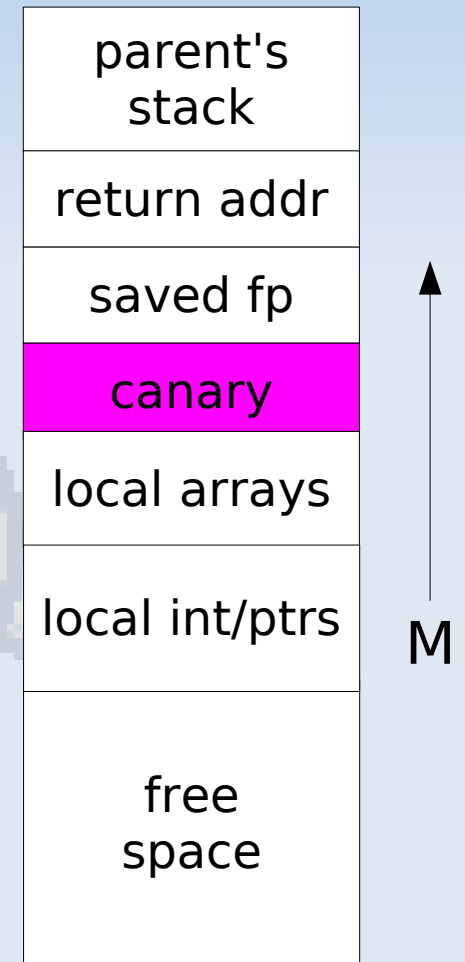 parent's
stack
return addr
saved fp
canary
local arrays
local int/ptrs
M
free
space